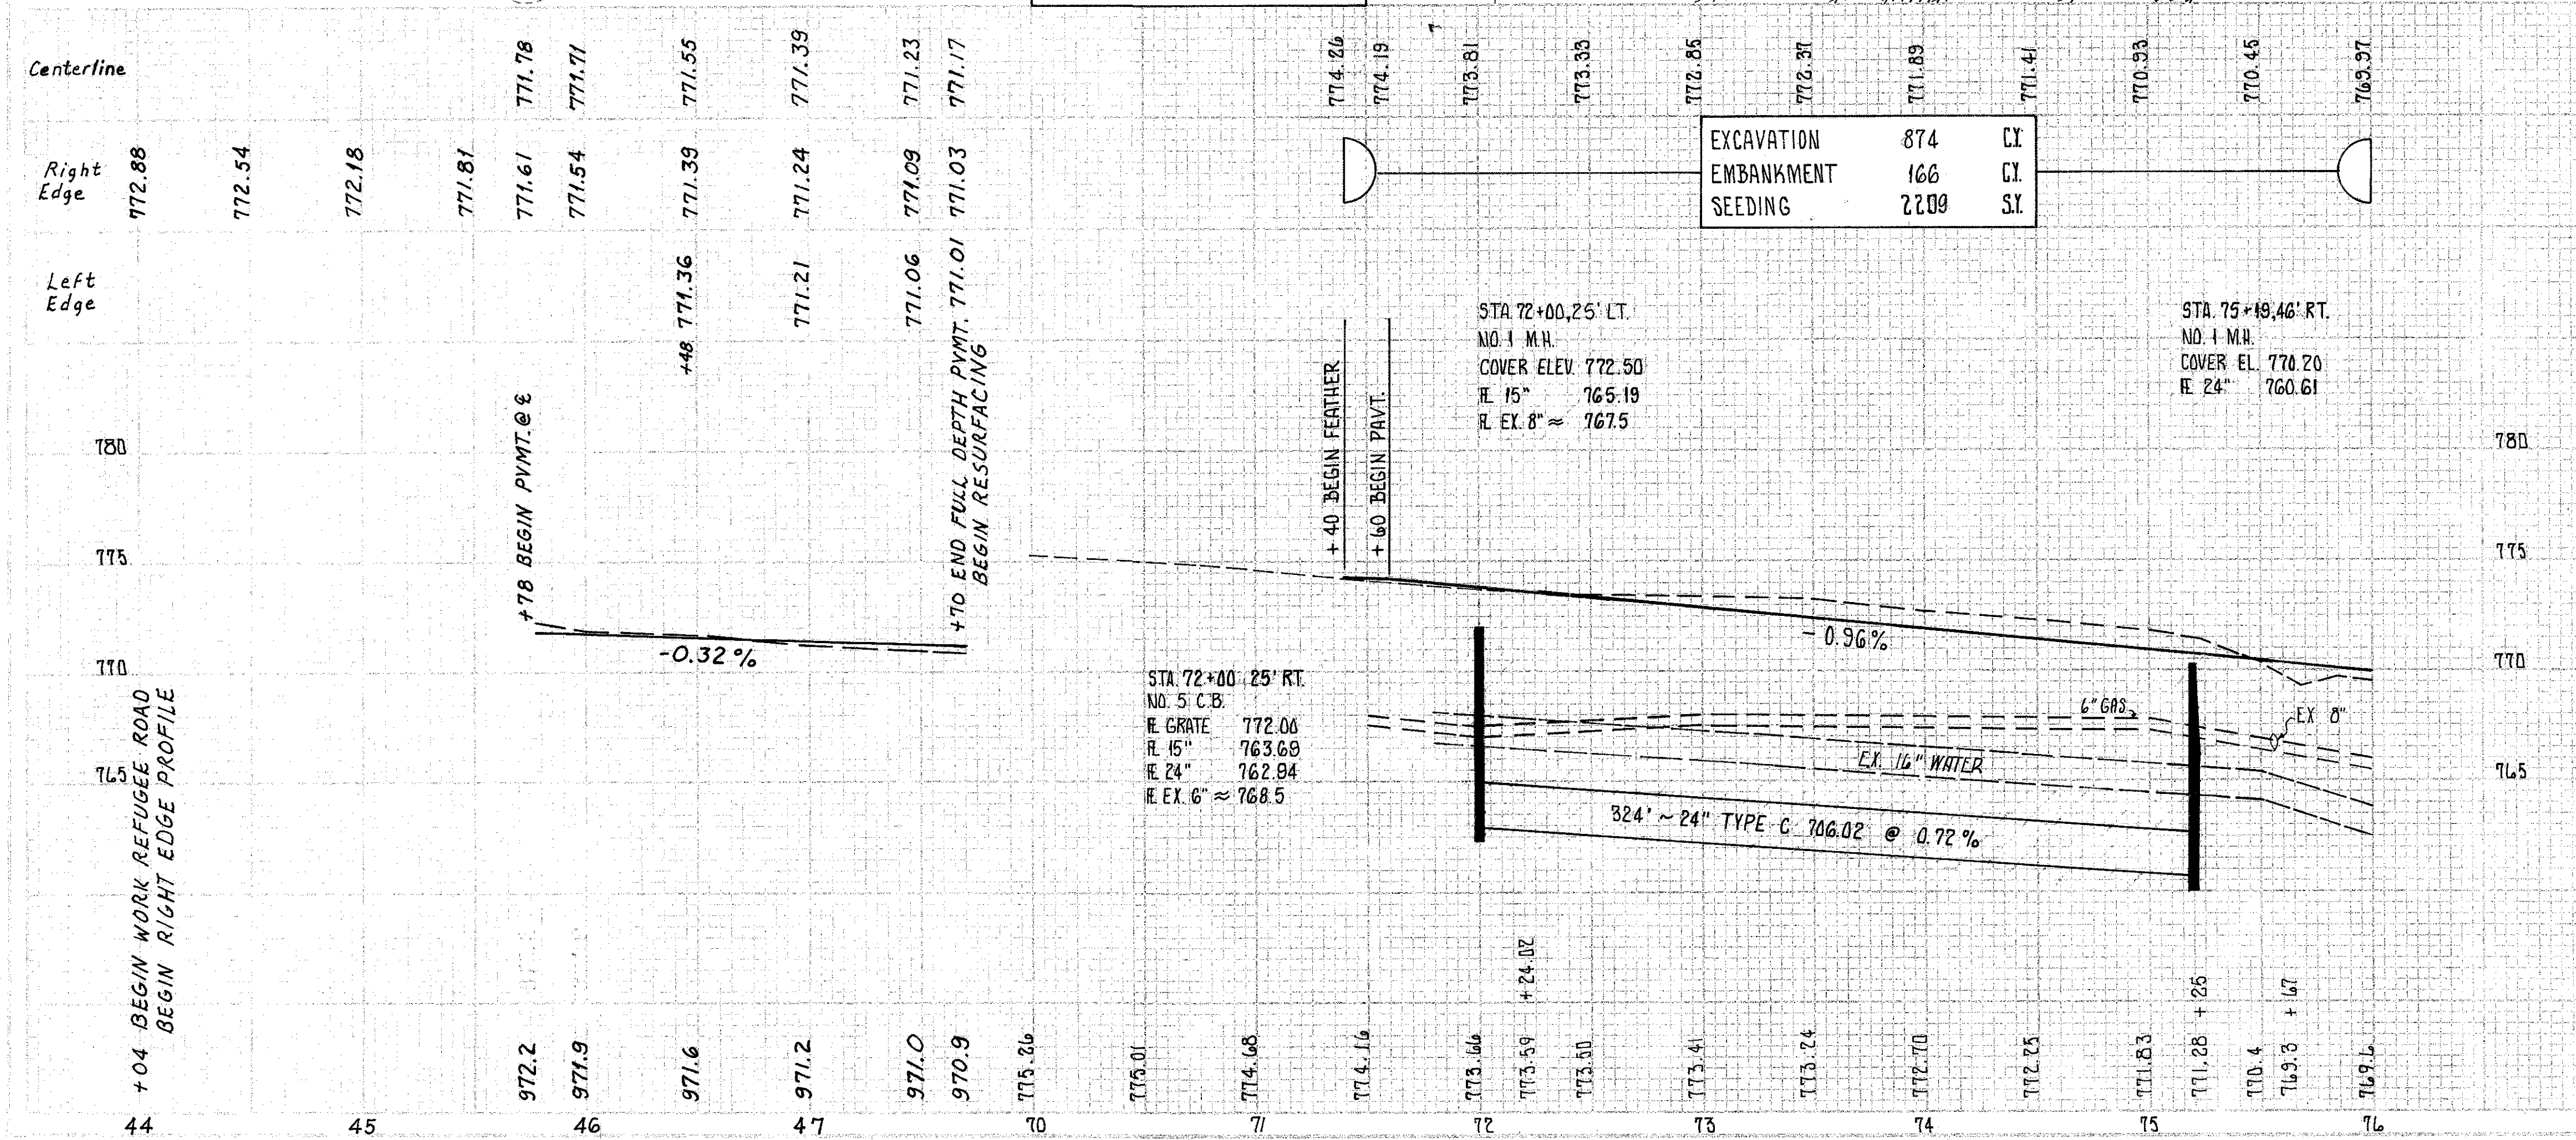 Centerline
771.78
771.71
771.55
771.39
771.23
771.17
774.26
774.19
773.81
773.33
772.85
772.37
771.89
771.41
770.93
770.45
769.97
Right
Edge
772.88
772.54
772.18
771.81
771.61
771.54
771.39
771.24
771.09
771.03
EXCAVATION 874 C.Y.
EMBANKMENT 166 C.Y.
SEEDING 2209 S.Y.
Left
Edge
+48 771.36
771.21
771.06
+70 END FULL DEPTH PVMT. 771.01
BEGIN RESURFACING
+78 BEGIN PVMT.@ ℄
+40 BEGIN FEATHER
+60 BEGIN PAVT.
STA. 72+00,25' LT.
NO. 1 M.H.
COVER ELEV. 772.50
FL 15" 765.19
FL EX. 8" ≈ 767.5
STA. 75+19,46' RT.
NO. 1 M.H.
COVER EL. 770.20
FL 24" 760.61
780
780
775
775
770
770
765
765
-0.32 %
-0.96 %
STA. 72+00 25' RT.
NO. 5 C.B.
FL GRATE 772.00
FL 15" 763.69
FL 24" 762.94
FL EX. 6" ≈ 768.5
6" GAS
EX 8"
EX. 16" WATER
324' ~ 24" TYPE C 706.02 @ 0.72 %
+04 BEGIN WORK REFUGEE ROAD
BEGIN RIGHT EDGE PROFILE
972.2
971.9
971.6
971.2
971.0
970.9
775.26
775.01
774.68
774.16
773.66
773.59 +24.02
773.50
773.41
773.24
772.70
772.25
771.83
771.28 +25
770.4
769.3 +67
769.6
44
45
46
47
70
71
72
73
74
75
76